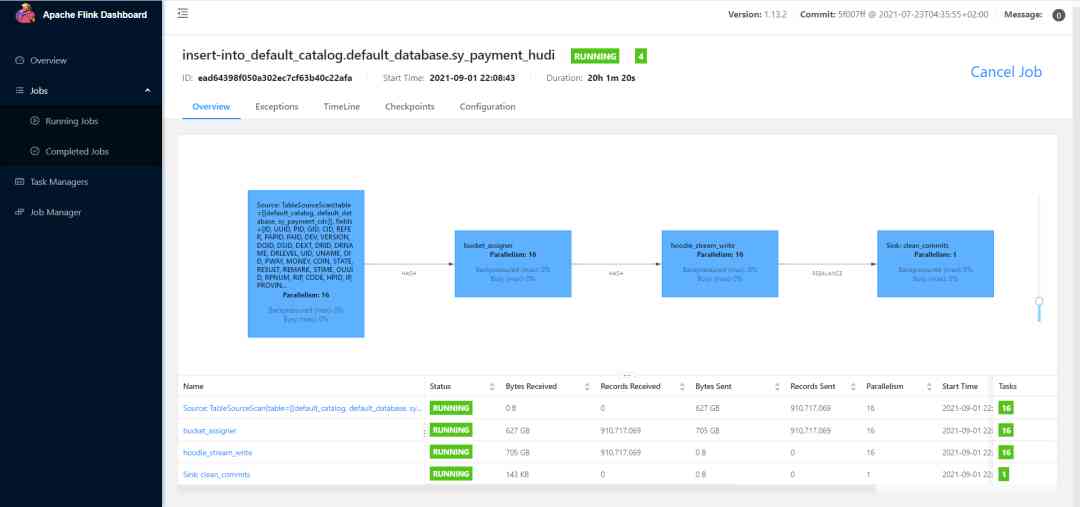 Apache Flink Dashboard
Version: 1.13.2 Commit: 5f007ff @ 2021-07-23T04:35:55+02:00 Message: 0
Overview
Jobs
Running Jobs
Completed Jobs
Task Managers
Job Manager
insert-into_default_catalog.default_database.sy_payment_hudi RUNNING 4
ID: ead64398f050a302ec7cf63b40c22afa Start Time: 2021-09-01 22:08:43 Duration: 20h 1m 20s
Cancel Job
Overview Exceptions TimeLine Checkpoints Configuration
Source: TableSourceScan(table
=[[default_catalog, default_dat
abase, sy_payment_cdc]], fields
=[ID, UUID, PID, GID, CID, REFE
R, PAPID, PAID, DEV, VERSION,
DOID, DSID, DEXT, DRID, DRNA
ME, DRLEVEL, UID, UNAME, OI
D, PWAY, MONEY, COIN, STATE,
RESULT, REMARK, STIME, OUUI
D, RPNUM, RIP, CODE, HPID, IP,
PROVIN...
Parallelism: 16
Backpressured (max): 0%
Busy (max): 0%
HASH
bucket_assigner
Parallelism: 16
Backpressured (max): 0%
Busy (max): 0%
HASH
hoodie_stream_write
Parallelism: 16
Backpressured (max): 0%
Busy (max): 0%
REBALANCE
Sink: clean_commits
Parallelism: 1
Backpressured (max): 0%
Busy (max): 0%
Name Status Bytes Received Records Received Bytes Sent Records Sent Parallelism Start Time Tasks
Source: TableSourceScan(table=[[default_catalog, default_database, sy... RUNNING 0 B 0 627 GB 910,717,069 16 2021-09-01 22: 16
bucket_assigner RUNNING 627 GB 910,717,069 705 GB 910,717,069 16 2021-09-01 22: 16
hoodie_stream_write RUNNING 705 GB 910,717,069 0 B 0 16 2021-09-01 22: 16
Sink: clean_commits RUNNING 143 KB 0 0 B 0 1 2021-09-01 22: 1